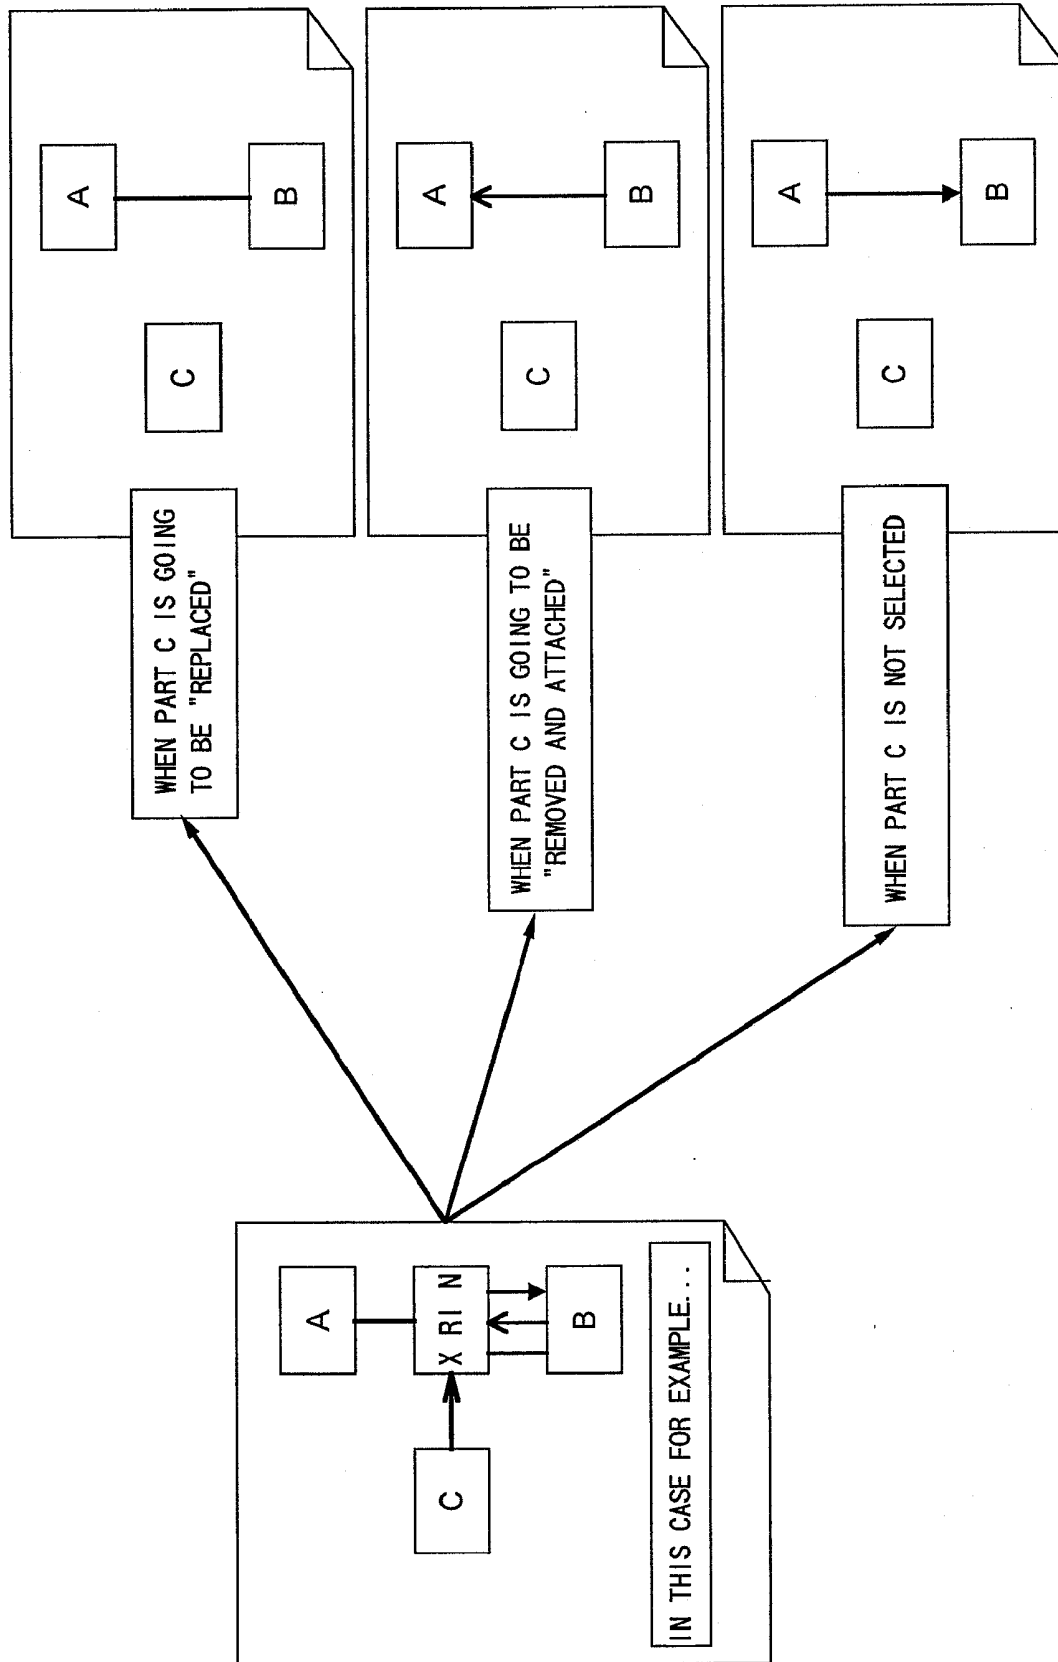 A
C
X RI N
B
IN THIS CASE FOR EXAMPLE...
WHEN PART C IS GOING
TO BE "REPLACED"
C
A
B
WHEN PART C IS GOING TO BE
"REMOVED AND ATTACHED"
C
A
B
WHEN PART C IS NOT SELECTED
C
A
B